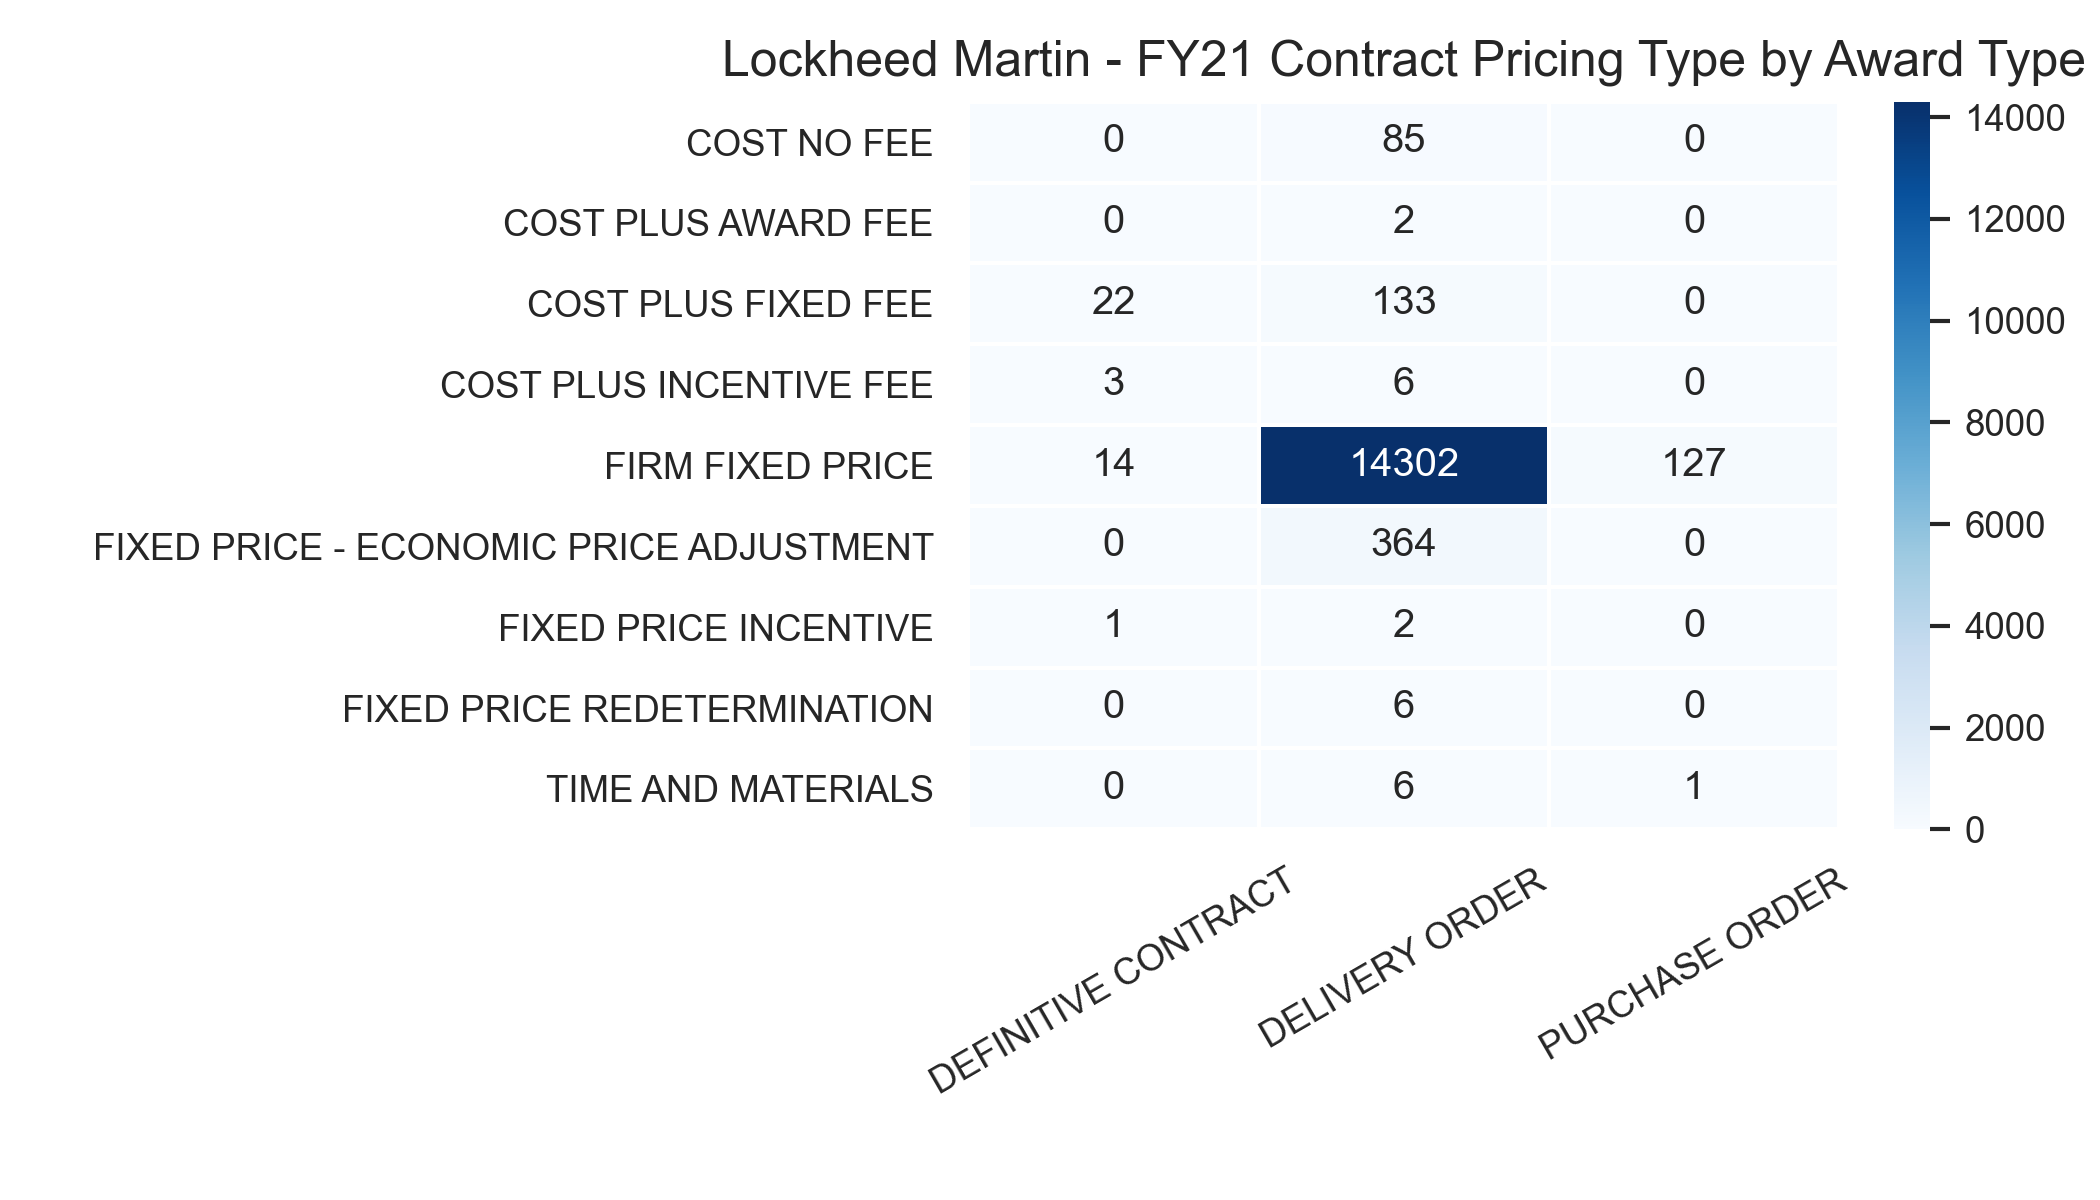 Lockheed Martin - FY21 Contract Pricing Type by Award Type
COST NO FEE 0 85 0
COST PLUS AWARD FEE 0 2 0
COST PLUS FIXED FEE 22 133 0
COST PLUS INCENTIVE FEE 3 6 0
FIRM FIXED PRICE 14 14302 127
FIXED PRICE - ECONOMIC PRICE ADJUSTMENT 0 364 0
FIXED PRICE INCENTIVE 1 2 0
FIXED PRICE REDETERMINATION 0 6 0
TIME AND MATERIALS 0 6 1
DEFINITIVE CONTRACT
DELIVERY ORDER
PURCHASE ORDER
14000
12000
10000
8000
6000
4000
2000
0